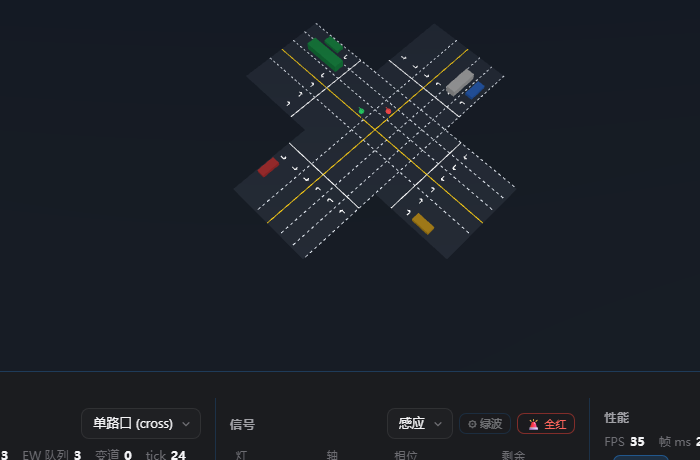 单路口 (cross)
信号
感应
绿波
全红
性能
FPS 35 帧 ms
3 EW 队列 3 变道 0 tick 24
灯 轴 相位 剩余